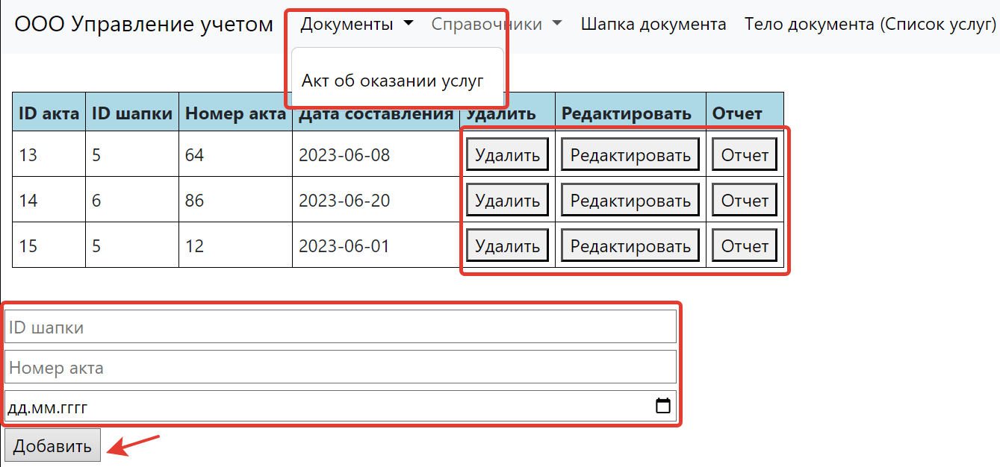 ООО Управление учетом Документы Справочники Шапка документа Тело документа (Список услуг)
Акт об оказании услуг
ID акта ID шапки Номер акта Дата составления Удалить Редактировать Отчет
13 5 64 2023-06-08 Удалить Редактировать Отчет
14 6 86 2023-06-20 Удалить Редактировать Отчет
15 5 12 2023-06-01 Удалить Редактировать Отчет
ID шапки
Номер акта
дд.мм.гггг
Добавить